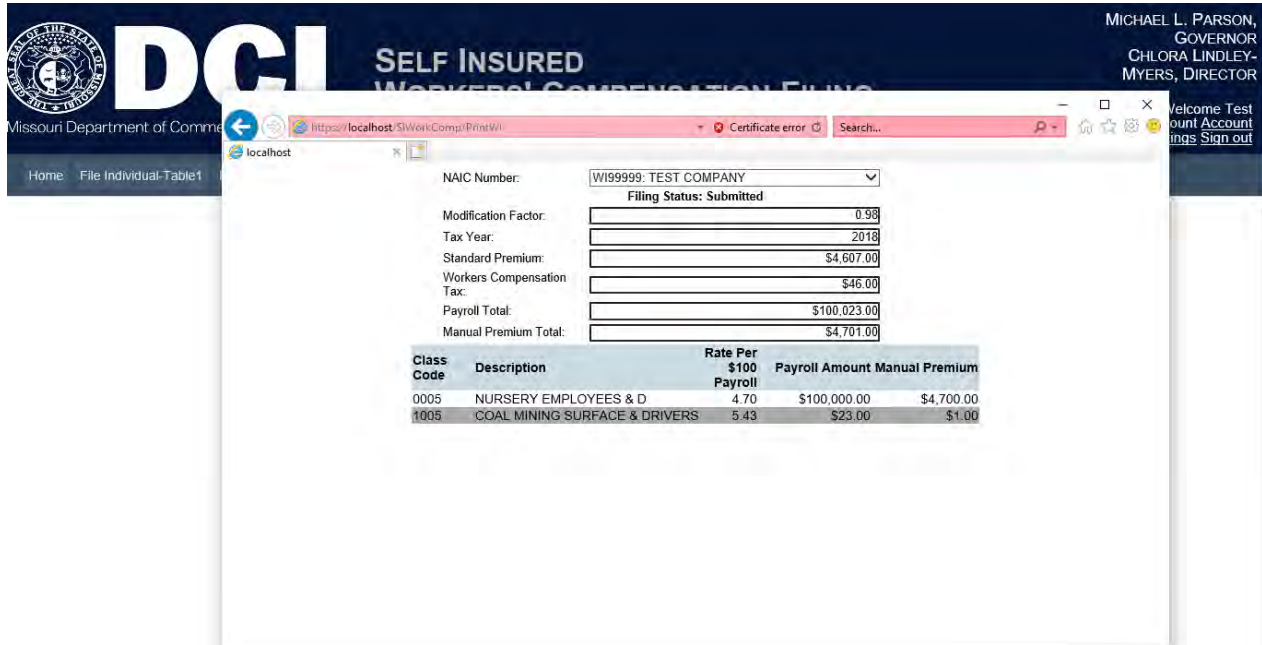 MICHAEL L. PARSON,
GOVERNOR
CHLORA LINDLEY-
MYERS, DIRECTOR
DCI
SELF INSURED
WORKERS' COMPENSATION FILING
Missouri Department of Comme
Welcome Test
ount Account
ings Sign out
Home File Individual-Table1
https://localhost/SIWorkComp/PrintWI
Certificate error
Search...
localhost
NAIC Number: WI99999: TEST COMPANY
Filing Status: Submitted
Modification Factor: 0.98
Tax Year: 2018
Standard Premium: $4,607.00
Workers Compensation
Tax: $46.00
Payroll Total: $100,023.00
Manual Premium Total: $4,701.00
Class
Code
Description
Rate Per
$100
Payroll
Payroll Amount Manual Premium
0005 NURSERY EMPLOYEES & D 4.70 $100,000.00 $4,700.00
1005 COAL MINING SURFACE & DRIVERS 5.43 $23.00 $1.00